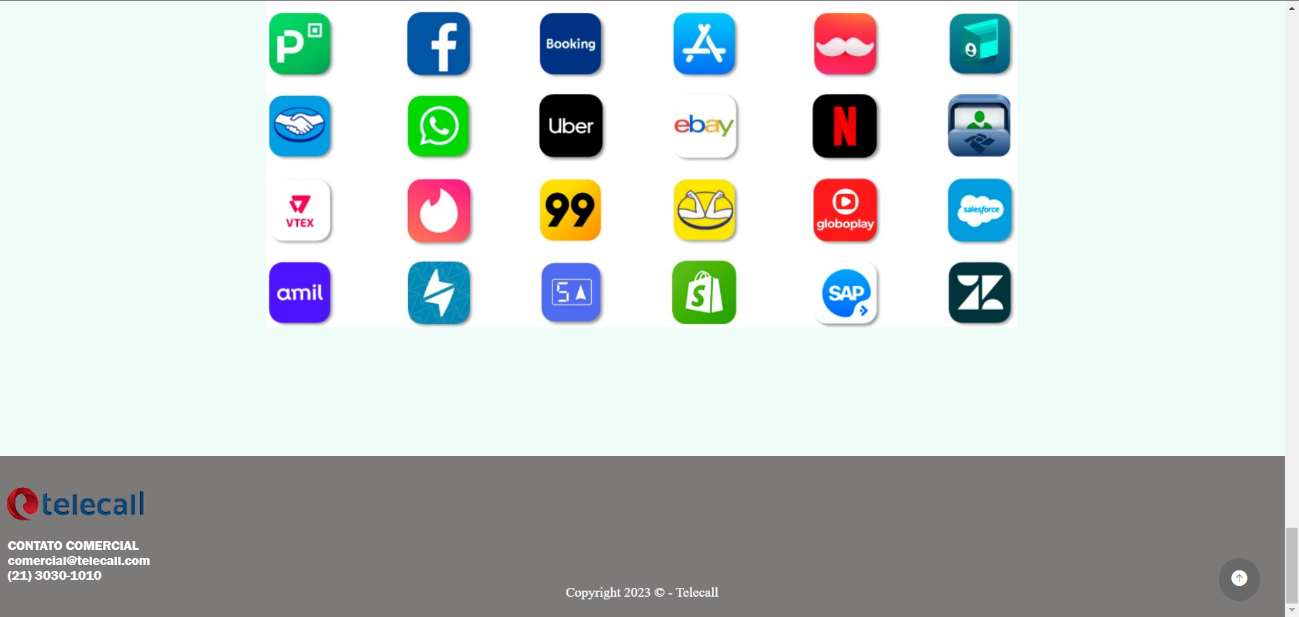 P
f
Booking
Uber
ebay
N
VTEX
99
globoplay
salesforce
amil
5
S
SAP
telecall
CONTATO COMERCIAL
comercial@telecall.com
(21) 3030-1010
Copyright 2023 © - Telecall